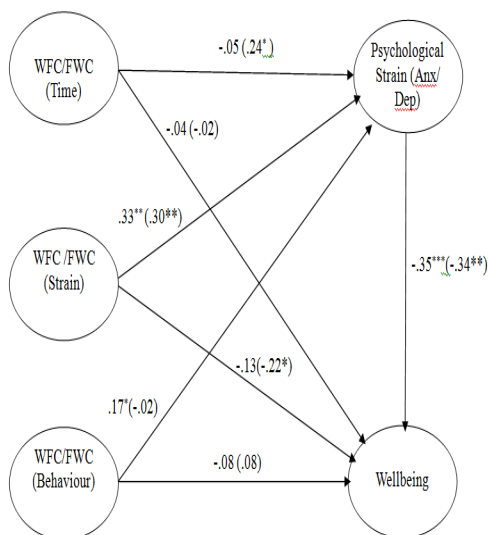 WFC/FWC
(Time)
-.05 (.24*)
Psychological
Strain (Anx/
Dep)
-.04 (-.02)
.33**(.30**)
WFC /FWC
(Strain)
-.35***(-.34**)
-.13(-.22*)
.17*(-.02)
WFC/FWC
(Behaviour)
-.08 (.08)
Wellbeing